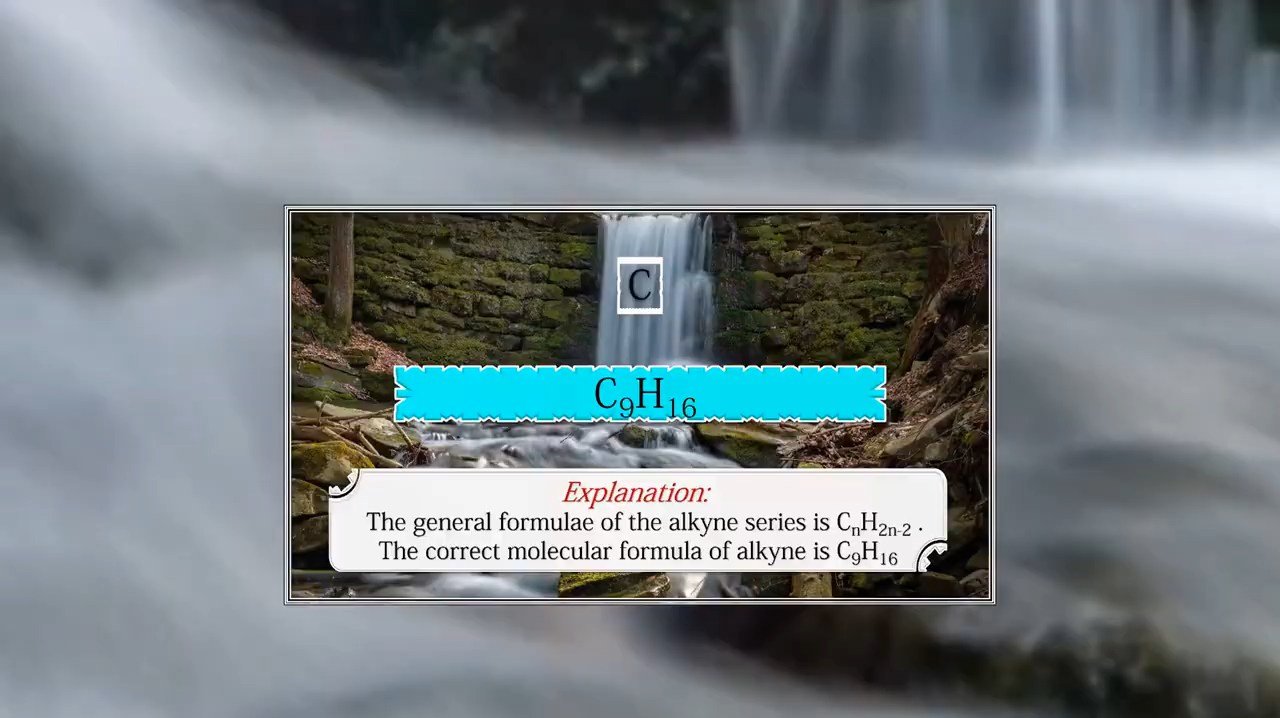 C
C₉H₁₆
Explanation:
The general formulae of the alkyne series is CₙH₂ₙ₋₂ .
The correct molecular formula of alkyne is C₉H₁₆